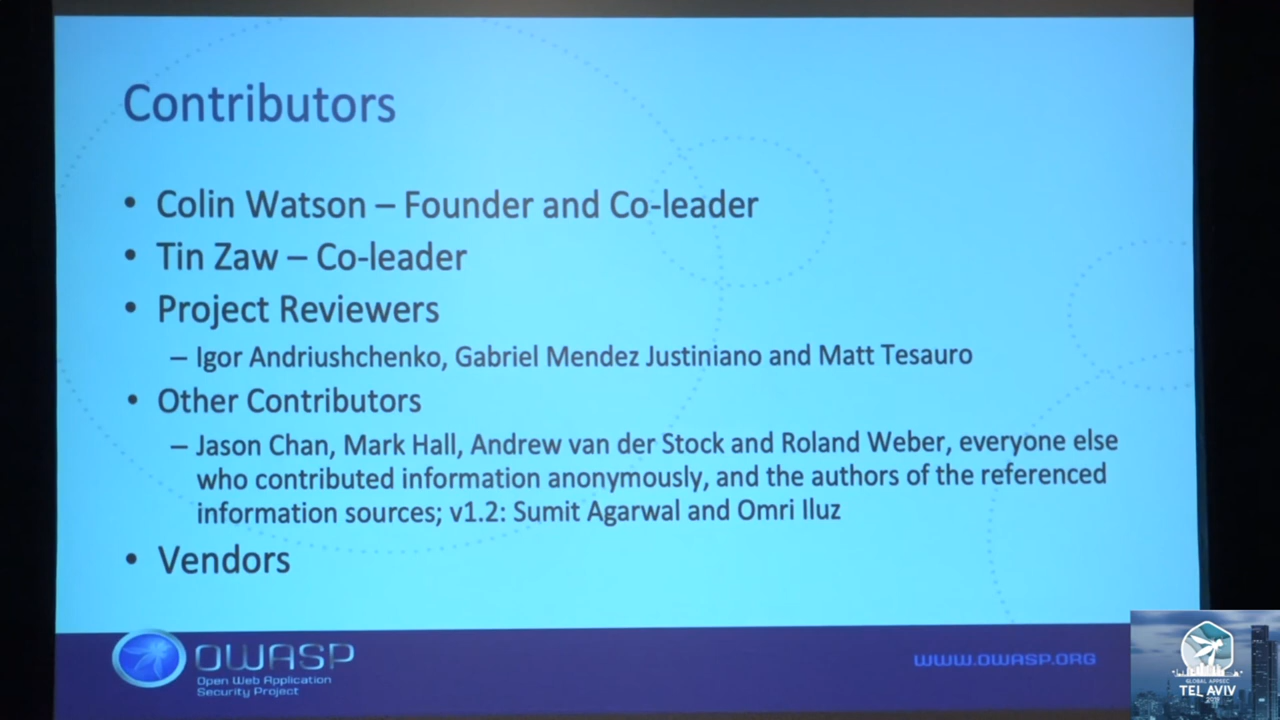 Contributors
• Colin Watson – Founder and Co-leader
• Tin Zaw – Co-leader
• Project Reviewers
– Igor Andriushchenko, Gabriel Mendez Justiniano and Matt Tesauro
• Other Contributors
– Jason Chan, Mark Hall, Andrew van der Stock and Roland Weber, everyone else
who contributed information anonymously, and the authors of the referenced
information sources; v1.2: Sumit Agarwal and Omri Iluz
• Vendors
OWASP
Open Web Application
Security Project
WWW.OWASP.ORG
GLOBAL APPSEC
TEL AVIV